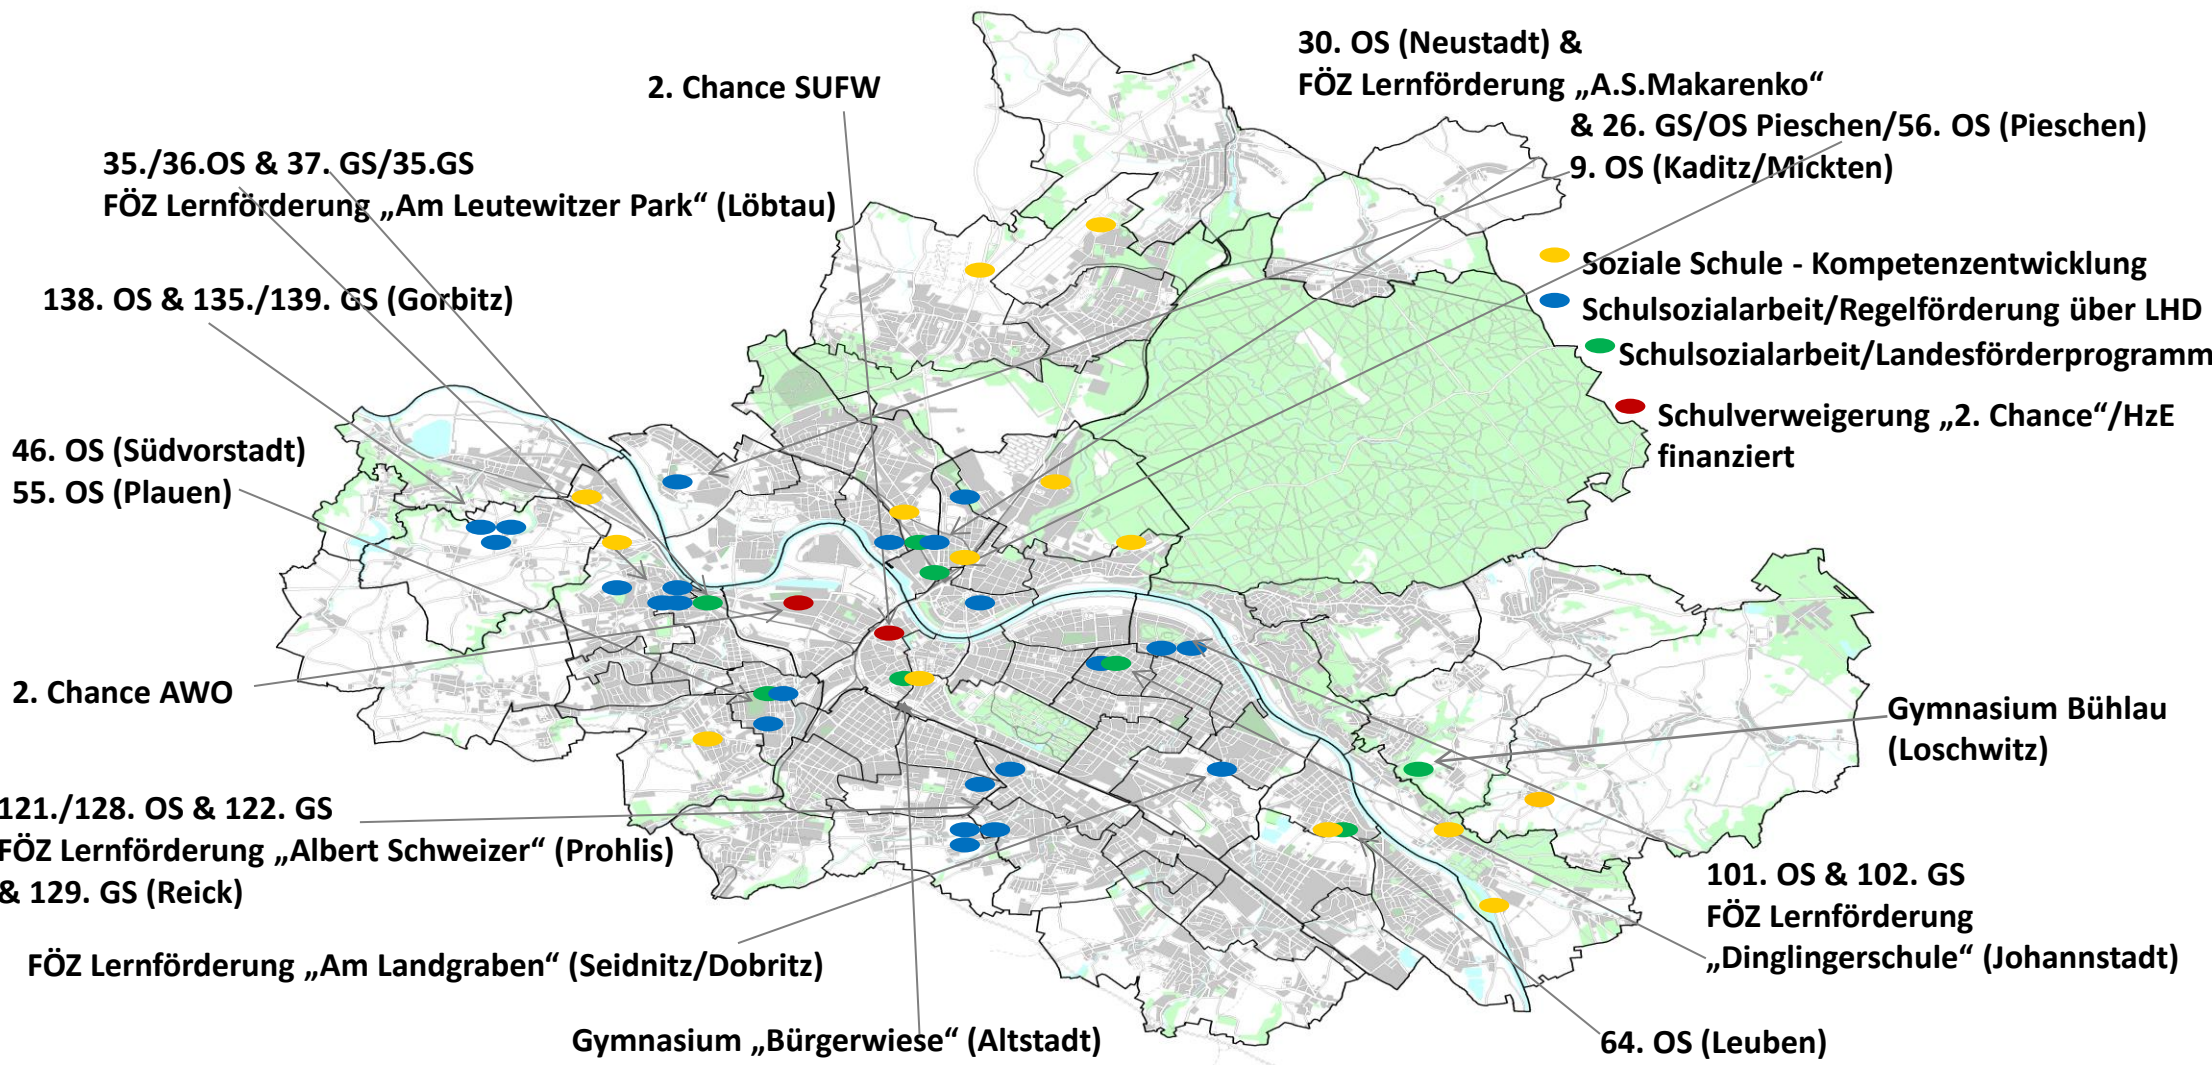 30. OS (Neustadt) &
FÖZ Lernförderung „A.S.Makarenko“
& 26. GS/OS Pieschen/56. OS (Pieschen)
9. OS (Kaditz/Mickten)
2. Chance SUFW
35./36.OS & 37. GS/35.GS
FÖZ Lernförderung „Am Leutewitzer Park“ (Löbtau)
138. OS & 135./139. GS (Gorbitz)
Soziale Schule - Kompetenzentwicklung
Schulsozialarbeit/Regelförderung über LHD
Schulsozialarbeit/Landesförderprogramm
Schulverweigerung „2. Chance“/HzE
finanziert
46. OS (Südvorstadt)
55. OS (Plauen)
2. Chance AWO
Gymnasium Bühlau
(Loschwitz)
121./128. OS & 122. GS
FÖZ Lernförderung „Albert Schweizer“ (Prohlis)
& 129. GS (Reick)
101. OS & 102. GS
FÖZ Lernförderung
„Dinglingerschule“ (Johannstadt)
FÖZ Lernförderung „Am Landgraben“ (Seidnitz/Dobritz)
Gymnasium „Bürgerwiese“ (Altstadt)
64. OS (Leuben)